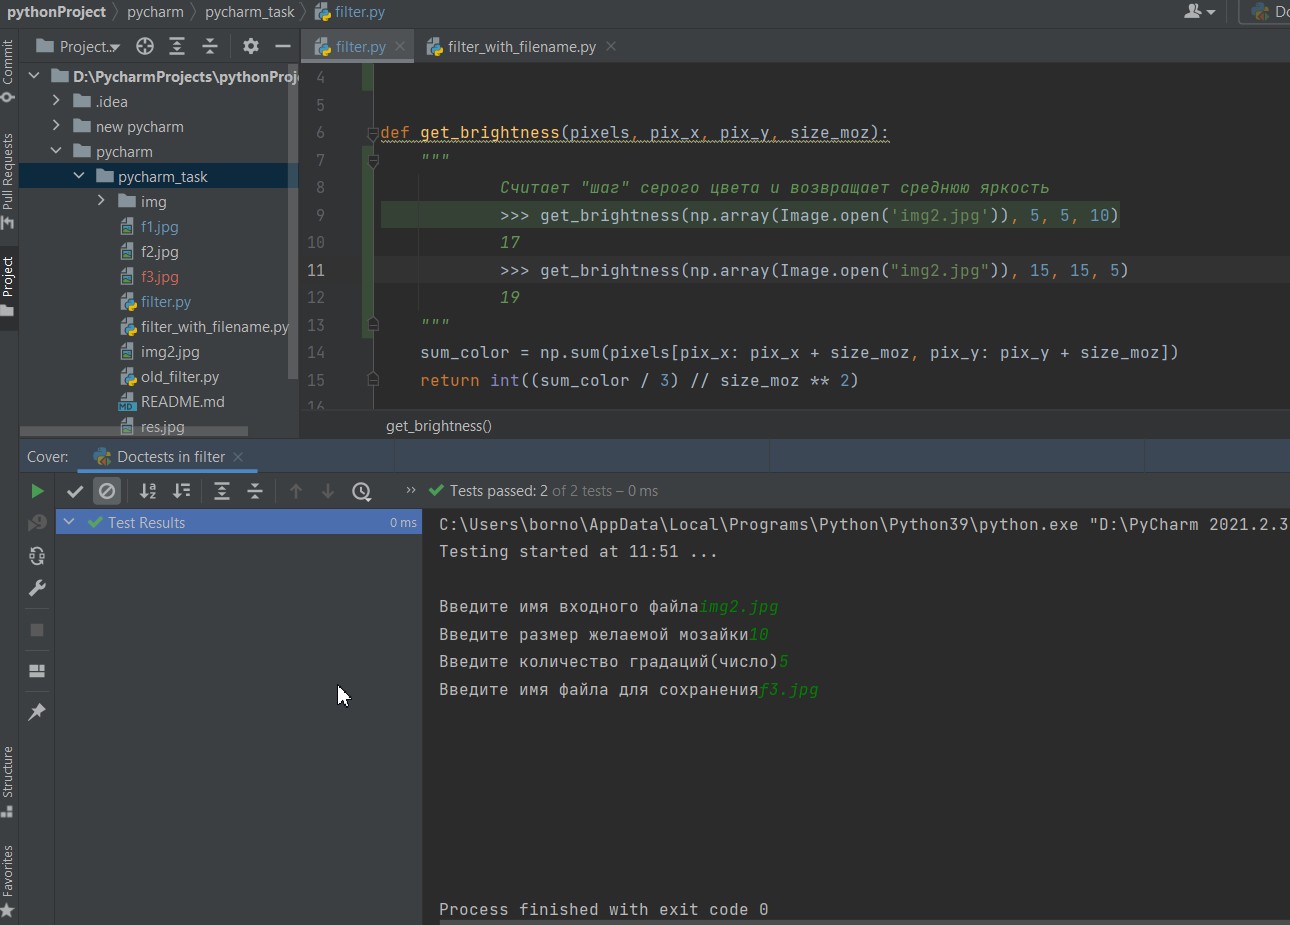 pythonProject pycharm pycharm_task filter.py
Project..
filter.py filter_with_filename.py
Commit
Pull Requests
Project
Structure
Favorites
D:\PycharmProjects\pythonProj
.idea
new pycharm
pycharm
pycharm_task
img
f1.jpg
f2.jpg
f3.jpg
filter.py
filter_with_filename.py
img2.jpg
old_filter.py
README.md
res.jpg
4
5
6 def get_brightness(pixels, pix_x, pix_y, size_moz):
7 """
8 Считает "шаг" серого цвета и возвращает среднюю яркость
9 >>> get_brightness(np.array(Image.open('img2.jpg')), 5, 5, 10)
10 17
11 >>> get_brightness(np.array(Image.open("img2.jpg")), 15, 15, 5)
12 19
13 """
14 sum_color = np.sum(pixels[pix_x: pix_x + size_moz, pix_y: pix_y + size_moz])
15 return int((sum_color / 3) // size_moz ** 2)
16
get_brightness()
Cover: Doctests in filter
Tests passed: 2 of 2 tests – 0 ms
Test Results 0 ms
C:\Users\borno\AppData\Local\Programs\Python\Python39\python.exe "D:\PyCharm 2021.2.3
Testing started at 11:51 ...
Введите имя входного файлаimg2.jpg
Введите размер желаемой мозайки10
Введите количество градаций(число)5
Введите имя файла для сохраненияf3.jpg
Process finished with exit code 0